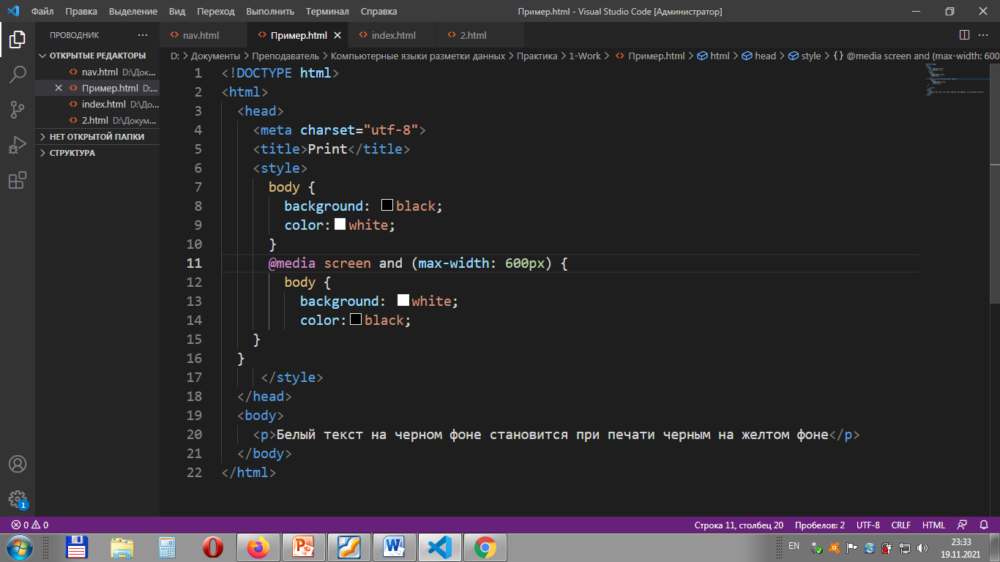 Файл Правка Выделение Вид Переход Выполнить Терминал Справка Пример.html - Visual Studio Code [Администратор]
ПРОВОДНИК ···
ОТКРЫТЫЕ РЕДАКТОРЫ
nav.html D:\Док...
Пример.html D:...
index.html D:\До...
2.html D:\Докум...
НЕТ ОТКРЫТОЙ ПАПКИ
СТРУКТУРА
nav.html Пример.html index.html 2.html
D: > Документы > Преподаватель > Компьютерные языки разметки данных > Практика > 1-Work > Пример.html > html > head > style > {} @media screen and (max-width: 600
1 <!DOCTYPE html>
2 <html>
3 <head>
4 <meta charset="utf-8">
5 <title>Print</title>
6 <style>
7 body {
8 background: black;
9 color: white;
10 }
11 @media screen and (max-width: 600px) {
12 body {
13 background: white;
14 color: black;
15 }
16 }
17 </style>
18 </head>
19 <body>
20 <p>Белый текст на черном фоне становится при печати черным на желтом фоне</p>
21 </body>
22 </html>
1
0 0 Строка 11, столбец 20 Пробелов: 2 UTF-8 CRLF HTML
EN 23:33
19.11.2021